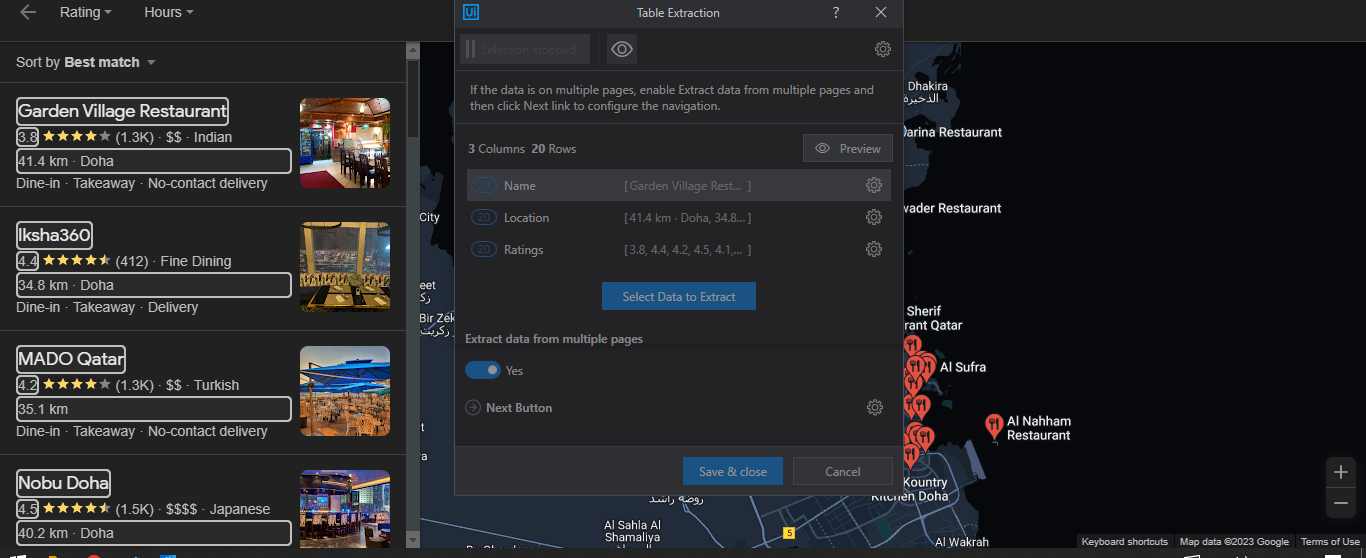 Rating
Hours
Sort by Best match
Garden Village Restaurant
3.8 (1.3K) · $$ · Indian
41.4 km · Doha
Dine-in · Takeaway · No-contact delivery
Iksha360
4.4 (412) · Fine Dining
34.8 km · Doha
Dine-in · Takeaway · Delivery
MADO Qatar
4.2 (1.3K) · $$ · Turkish
35.1 km
Dine-in · Takeaway · No-contact delivery
Nobu Doha
4.5 (1.5K) · $$$$ · Japanese
40.2 km · Doha
Ui
Table Extraction
?
Selection stopped
If the data is on multiple pages, enable Extract data from multiple pages and
then click Next link to configure the navigation.
3 Columns 20 Rows
Preview
20 Name [ Garden Village Rest... ]
20 Location [ 41.4 km · Doha, 34.8... ]
20 Ratings [ 3.8, 4.4, 4.2, 4.5, 4.1,... ]
Select Data to Extract
Extract data from multiple pages
Yes
Next Button
Save & close
Cancel
Dhakira
الذخيرة
arina Restaurant
wader Restaurant
City
eet
Bir Zek
Sherif
rant Qatar
Al Sufra
Al Nahham
Restaurant
Kountry
Kitchen Doha
روضة راشد
Al Sahla Al
Shamaliya
5
Al Wakrah
Keyboard shortcuts
Map data ©2023 Google
Terms of Use